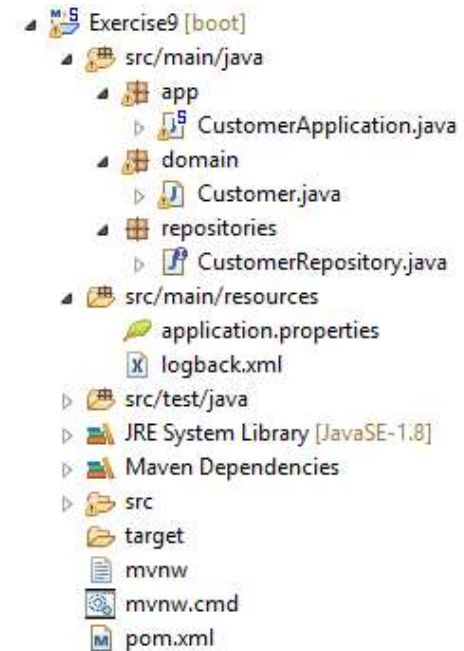 Exercise9 [boot]
src/main/java
app
CustomerApplication.java
domain
Customer.java
repositories
CustomerRepository.java
src/main/resources
application.properties
logback.xml
src/test/java
JRE System Library [JavaSE-1.8]
Maven Dependencies
src
target
mvnw
mvnw.cmd
pom.xml